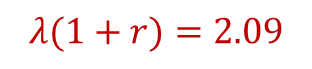 λ(1 + r) = 2.09